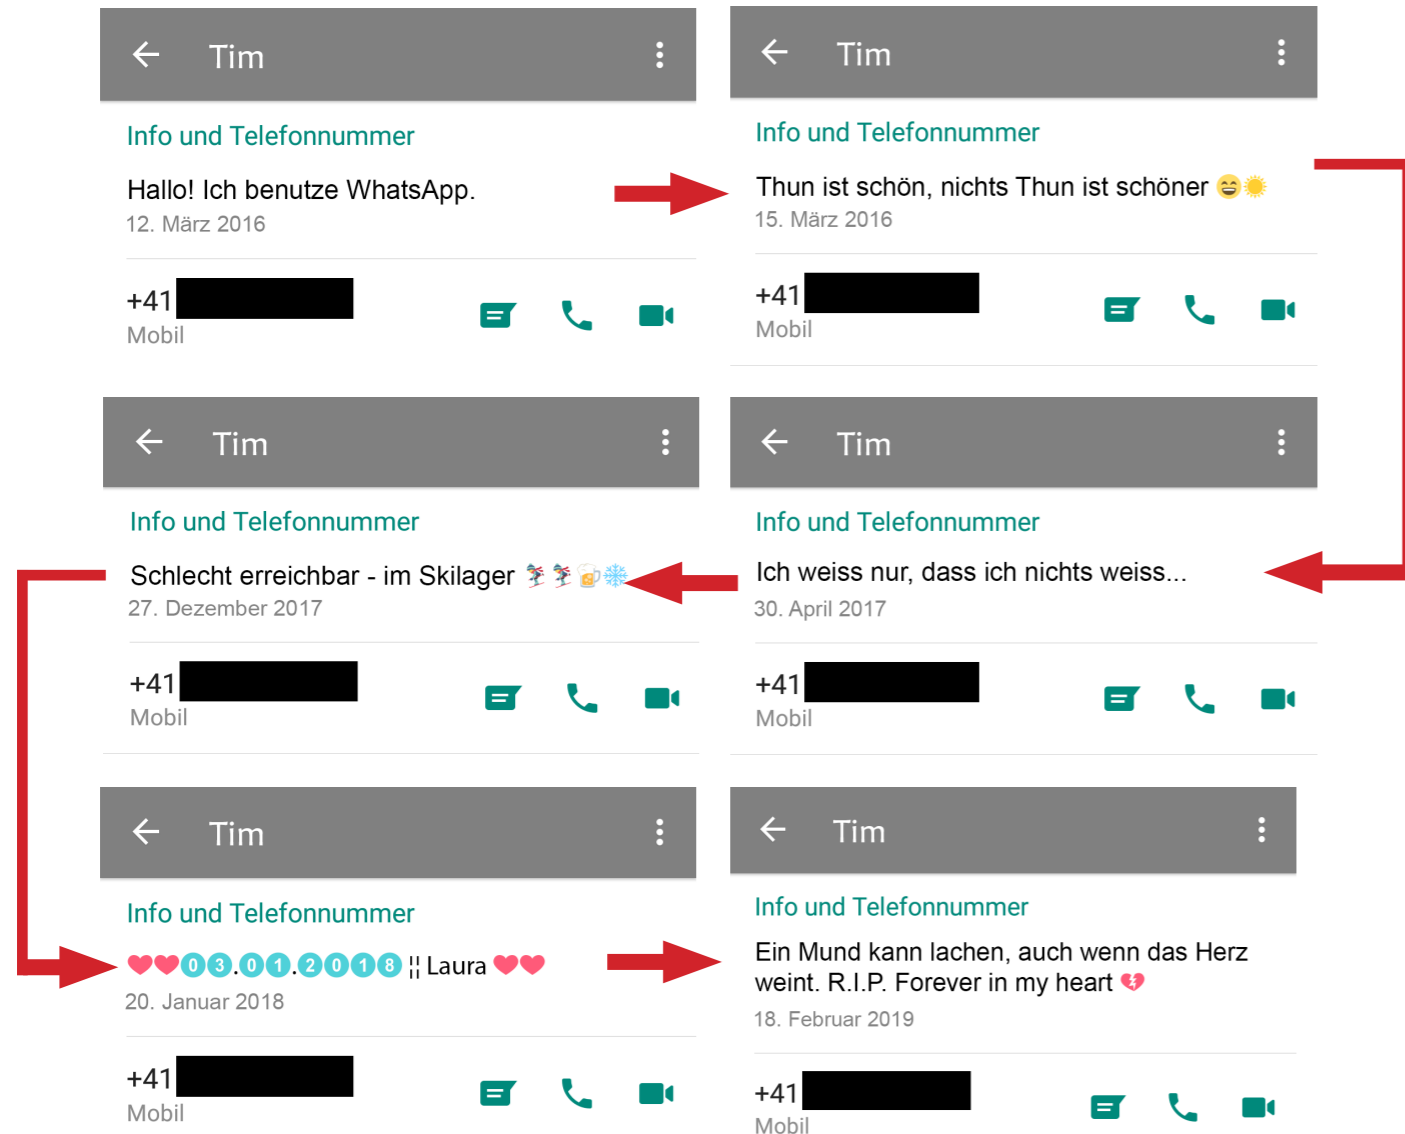 Tim
Info und Telefonnummer
Hallo! Ich benutze WhatsApp.
12. März 2016
+41
Mobil
Tim
Info und Telefonnummer
Thun ist schön, nichts Thun ist schöner 😄☀️
15. März 2016
+41
Mobil
Tim
Info und Telefonnummer
Ich weiss nur, dass ich nichts weiss...
30. April 2017
+41
Mobil
Tim
Info und Telefonnummer
Schlecht erreichbar - im Skilager ⛷⛷🍺❄️
27. Dezember 2017
+41
Mobil
Tim
Info und Telefonnummer
❤❤⓿❸.⓿❶.❷⓿❶❽ ¦¦ Laura ❤❤
20. Januar 2018
+41
Mobil
Tim
Info und Telefonnummer
Ein Mund kann lachen, auch wenn das Herz
weint. R.I.P. Forever in my heart 💔
18. Februar 2019
+41
Mobil